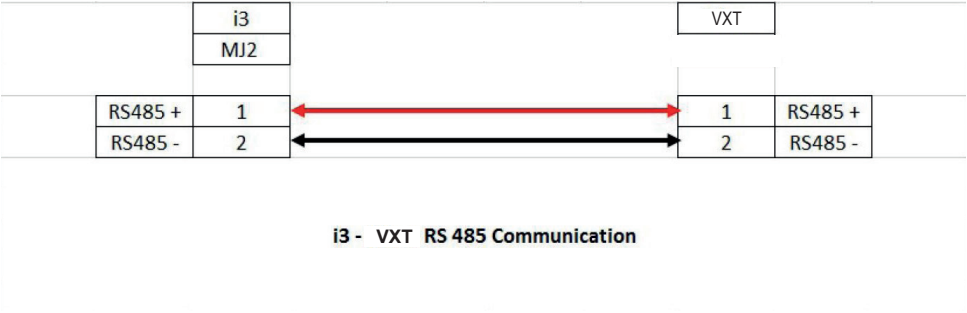 i3 VXT
MJ2
RS485 + 1 1 RS485 +
RS485 - 2 2 RS485 -
i3 - VXT RS 485 Communication